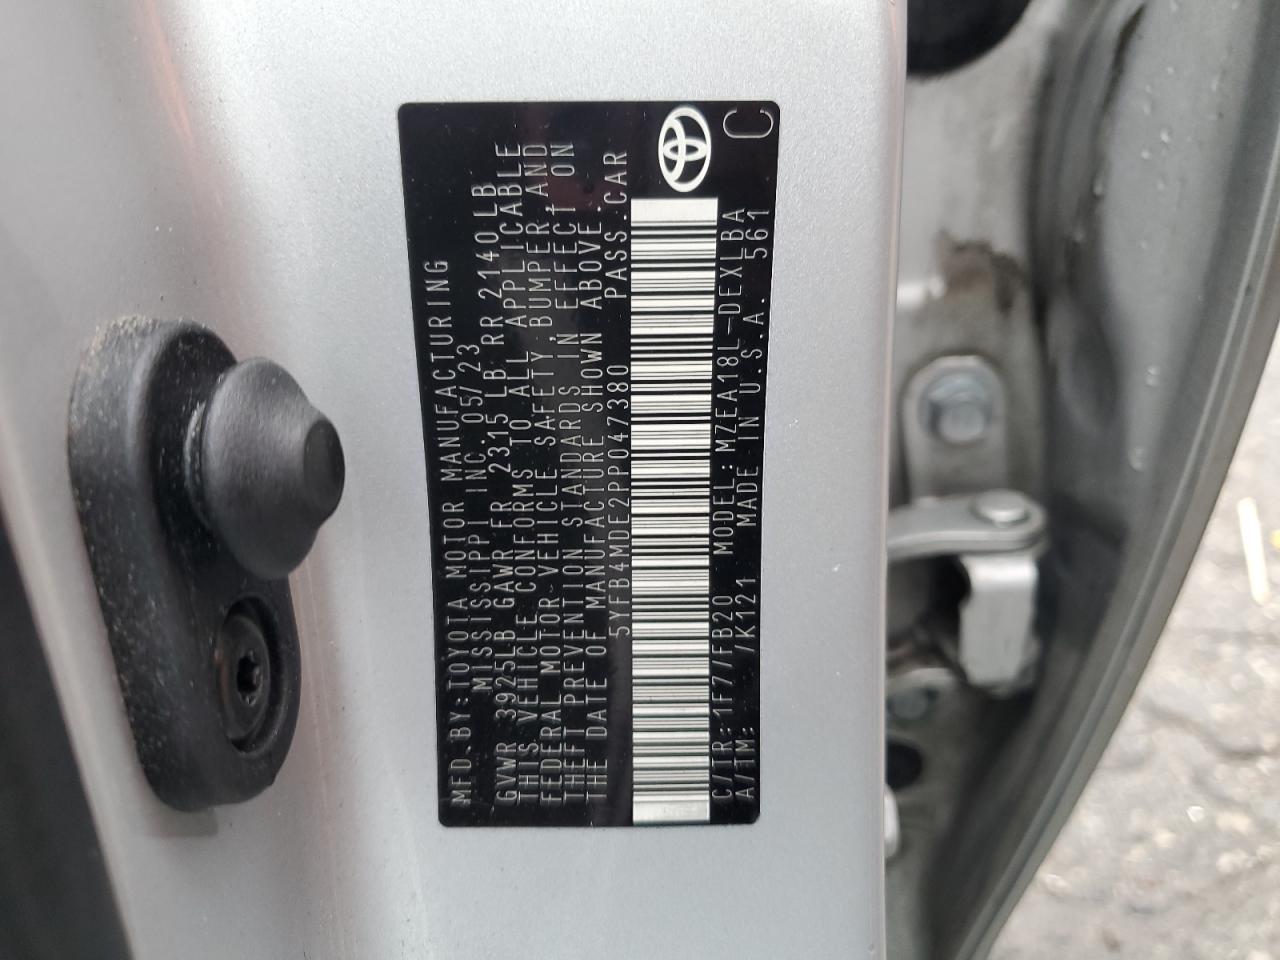 MFD.BY:TOYOTA MOTOR MANUFACTURING
MISSISSIPPI INC. 05/23
GVWR 3925LB GAWR FR 2315 LB RR 2140LB
THIS VEHICLE CONFORMS TO ALL APPLICABLE
FEDERAL MOTOR VEHICLE SAFETY,BUMPER,AND
THEFT PREVENTION STANDARDS IN EFFECT ON
THE DATE OF MANUFACTURE SHOWN ABOVE.
5YFB4MDE2PP047380 PASS.CAR
C/TR:1F7/FB20 MODEL:MZEA18L-DEXLBA
A/TM: /K121 MADE IN U.S.A. 561
C